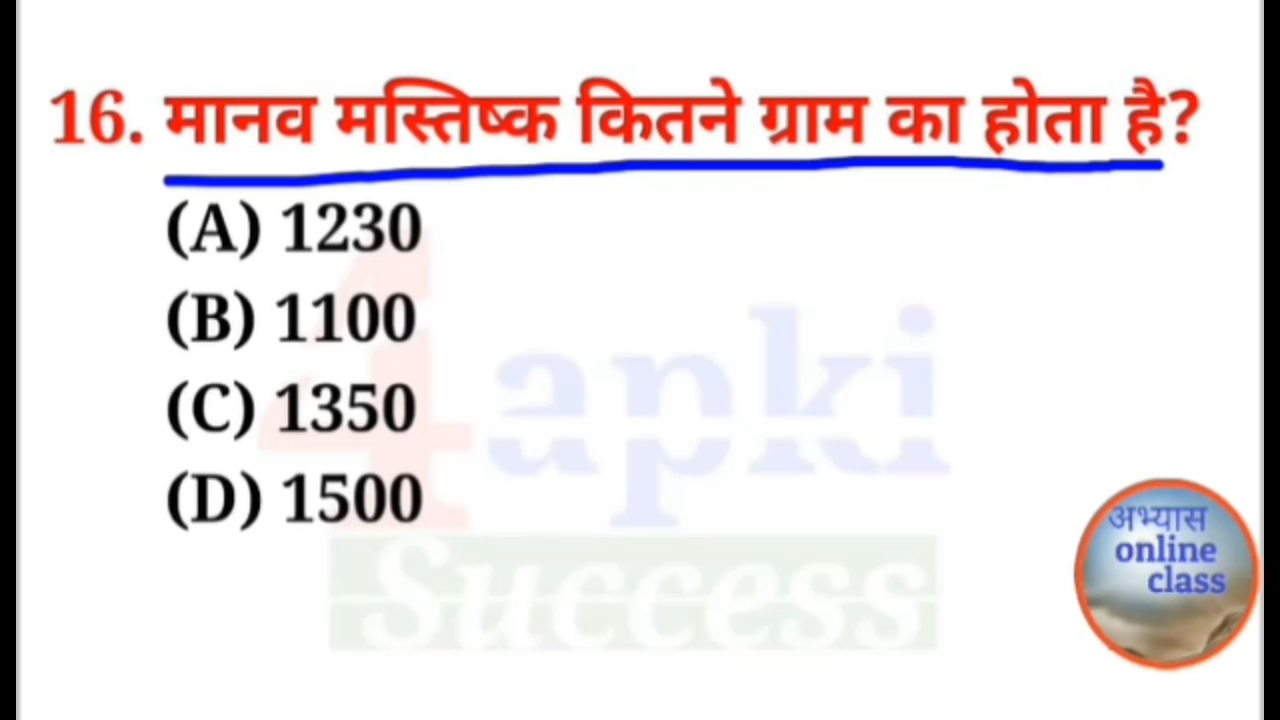 16. मानव मस्तिष्क कितने ग्राम का होता है?
(A) 1230
(B) 1100
(C) 1350
(D) 1500
4apki
Success
अभ्यास
online
class